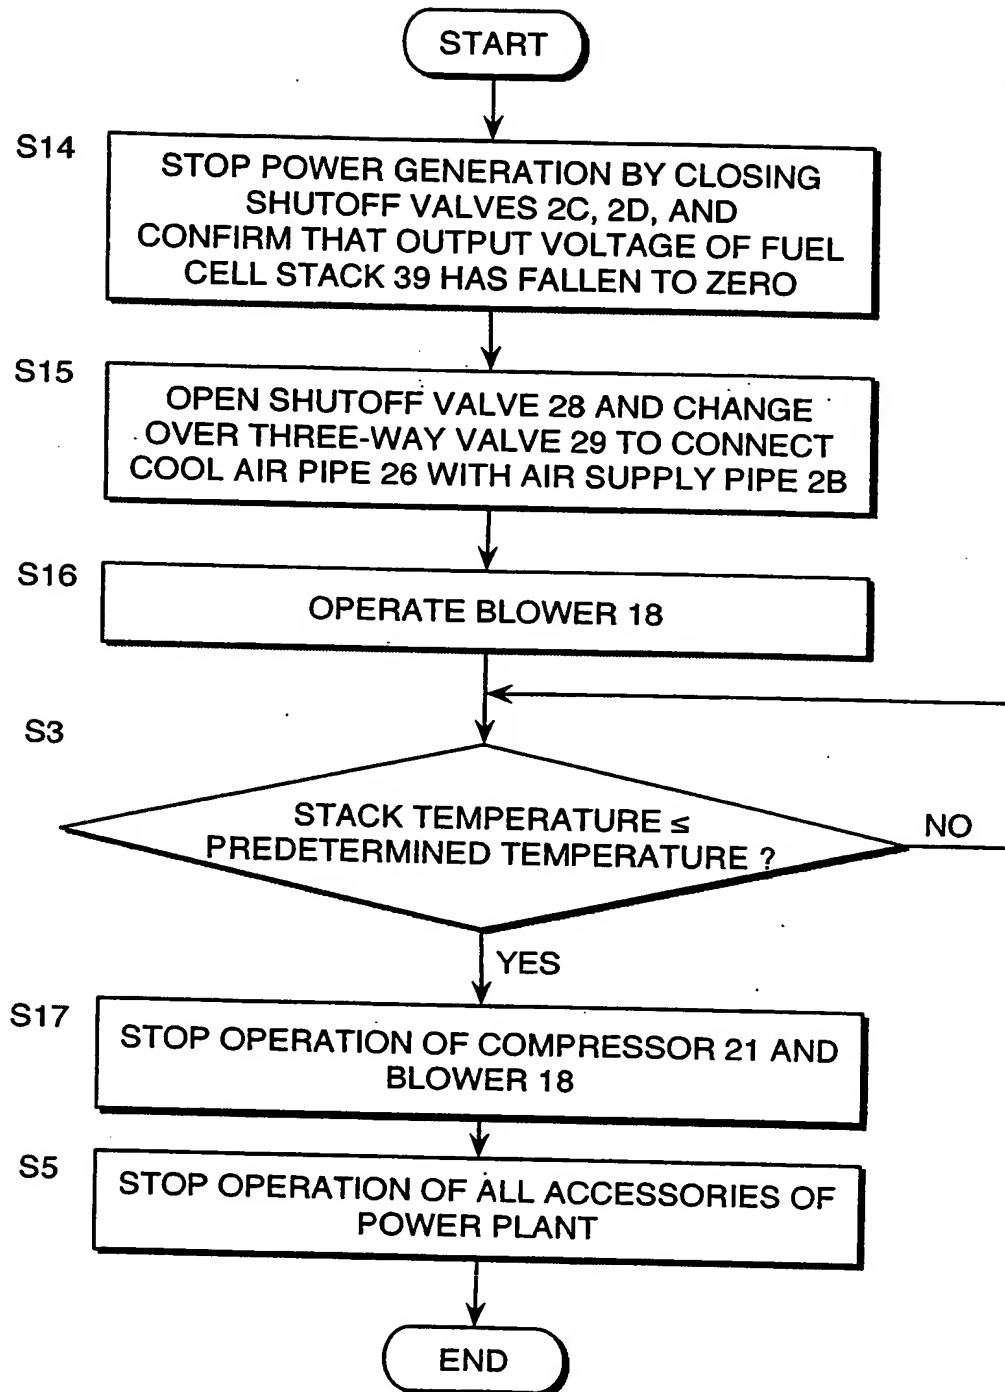 START
S14
STOP POWER GENERATION BY CLOSING
SHUTOFF VALVES 2C, 2D, AND
CONFIRM THAT OUTPUT VOLTAGE OF FUEL
CELL STACK 39 HAS FALLEN TO ZERO
S15
OPEN SHUTOFF VALVE 28 AND CHANGE
OVER THREE-WAY VALVE 29 TO CONNECT
COOL AIR PIPE 26 WITH AIR SUPPLY PIPE 2B
S16
OPERATE BLOWER 18
S3
STACK TEMPERATURE ≤
PREDETERMINED TEMPERATURE ?
NO
YES
S17
STOP OPERATION OF COMPRESSOR 21 AND
BLOWER 18
S5
STOP OPERATION OF ALL ACCESSORIES OF
POWER PLANT
END